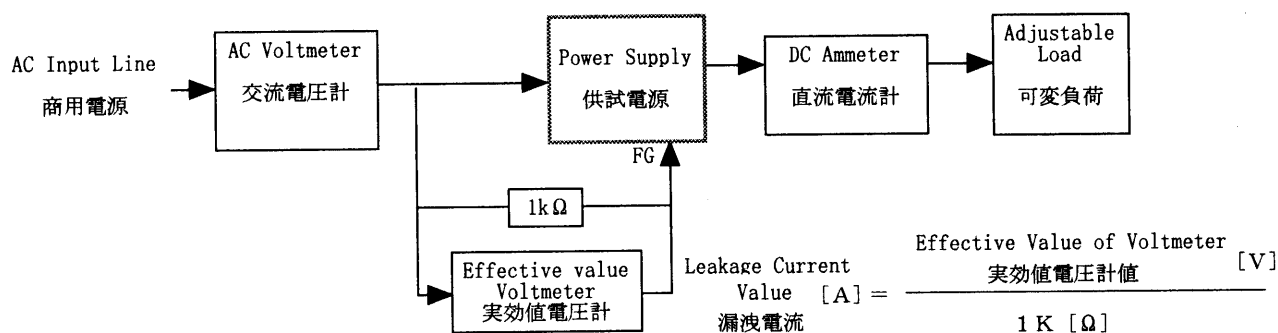 AC Input Line
商用電源
AC Voltmeter
交流電圧計
Power Supply
供試電源
DC Ammeter
直流電流計
Adjustable
Load
可変負荷
FG
1kΩ
Effective value
Voltmeter
実効値電圧計
Leakage Current
Value [A] =
漏洩電流
Effective Value of Voltmeter
実効値電圧計値 [V]
1 K [Ω]